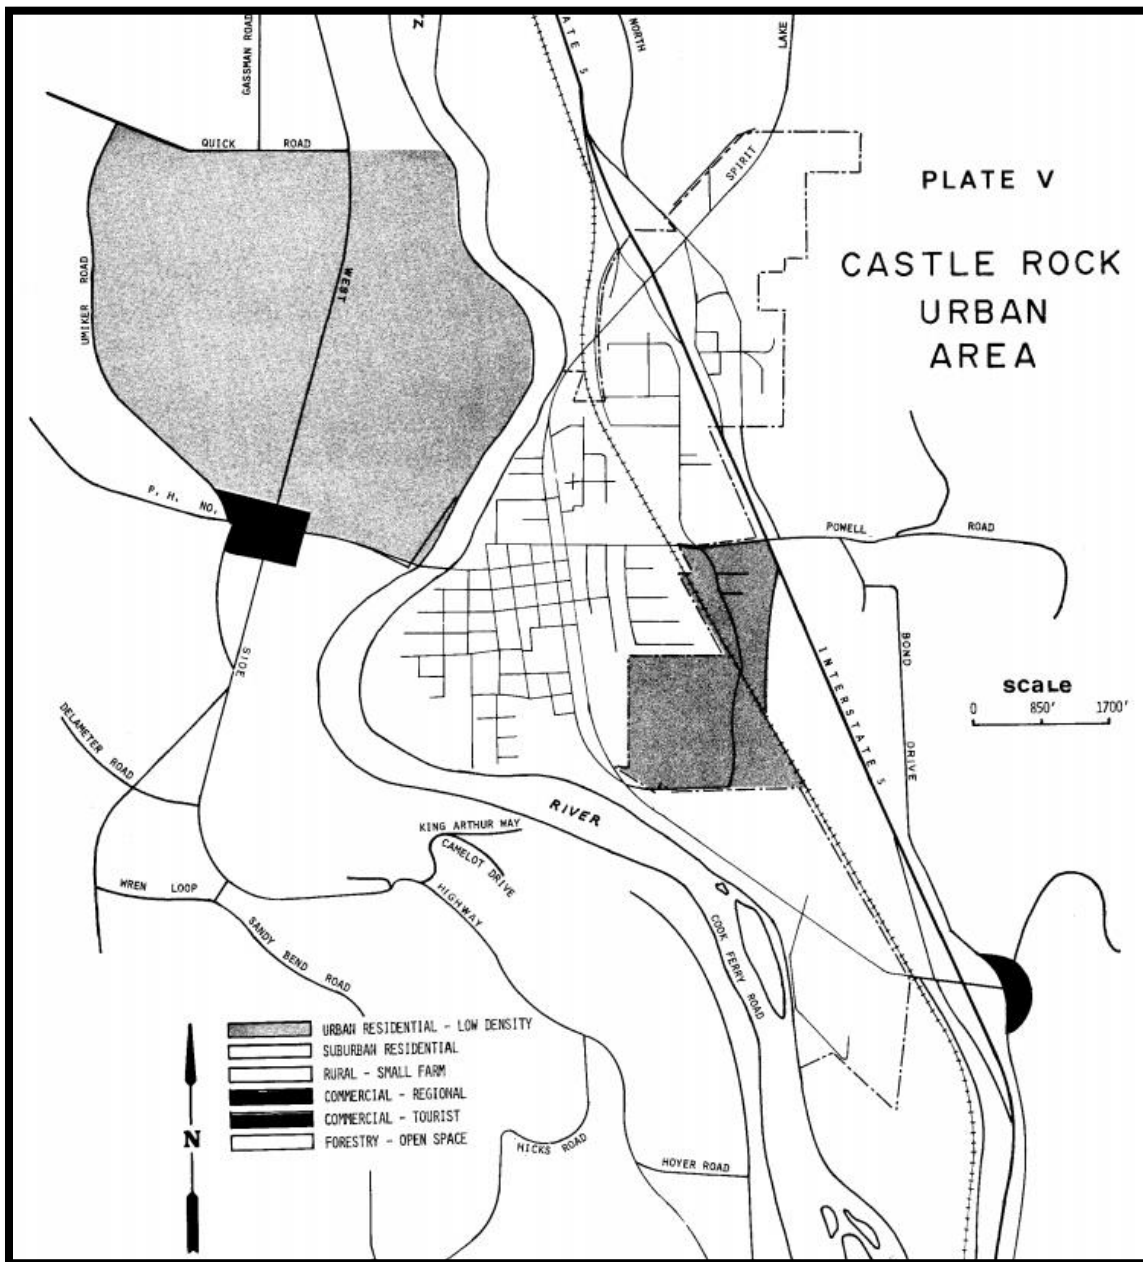 TZ
GASSMAN ROAD
ATE 5
NORTH
LAKE
QUICK ROAD
SPIRIT
PLATE V
CASTLE ROCK
URBAN
AREA
UMIKER ROAD
WEST
P. H. NO.
POWELL ROAD
SIDE
BOND DRIVE
INTERSTATE 5
SCALE
0 850' 1700'
DELAMETER ROAD
RIVER
KING ARTHUR WAY
CAMELOT DRIVE
HIGHWAY
WREN LOOP
SANDY BEND ROAD
COOK FERRY ROAD
URBAN RESIDENTIAL - LOW DENSITY
SUBURBAN RESIDENTIAL
RURAL - SMALL FARM
COMMERCIAL - REGIONAL
COMMERCIAL - TOURIST
FORESTRY - OPEN SPACE
N
HICKS ROAD
HOYER ROAD